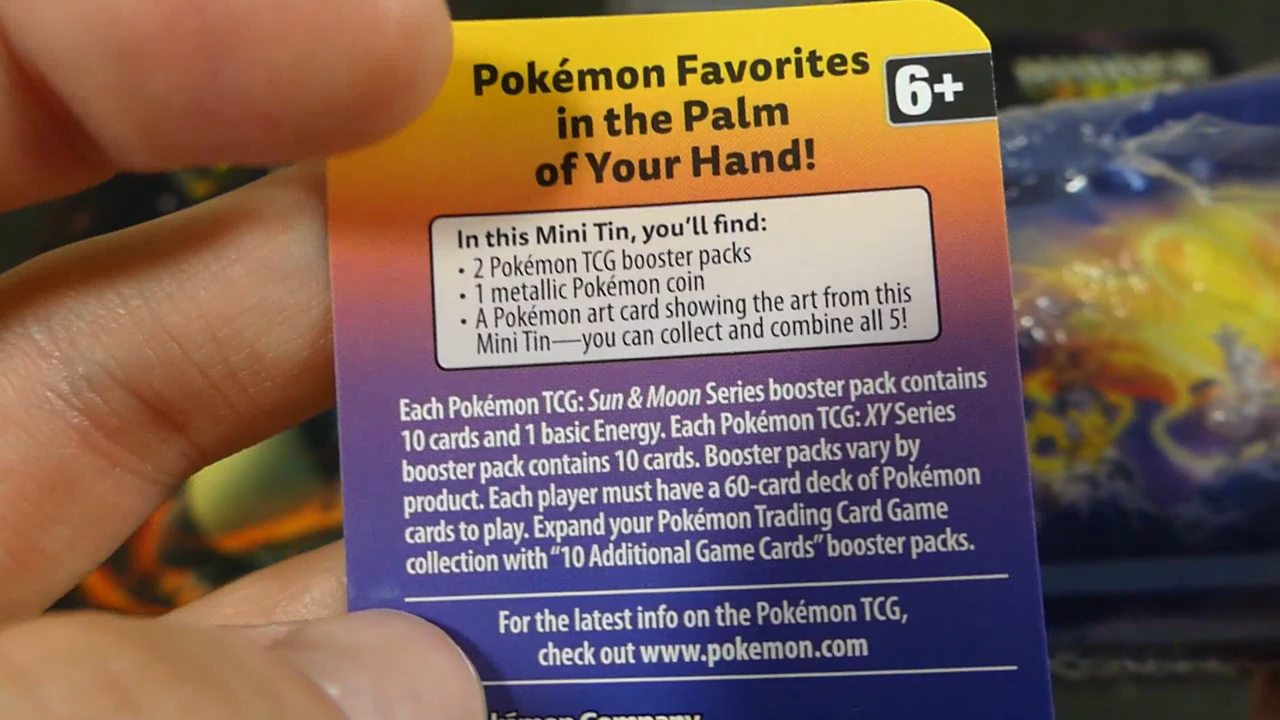 Pokémon Favorites
in the Palm
of Your Hand!
6+
In this Mini Tin, you'll find:
• 2 Pokémon TCG booster packs
• 1 metallic Pokémon coin
• A Pokémon art card showing the art from this
Mini Tin—you can collect and combine all 5!
Each Pokémon TCG: Sun & Moon Series booster pack contains
10 cards and 1 basic Energy. Each Pokémon TCG: XY Series
booster pack contains 10 cards. Booster packs vary by
product. Each player must have a 60-card deck of Pokémon
cards to play. Expand your Pokémon Trading Card Game
collection with "10 Additional Game Cards" booster packs.
For the latest info on the Pokémon TCG,
check out www.pokemon.com
Company